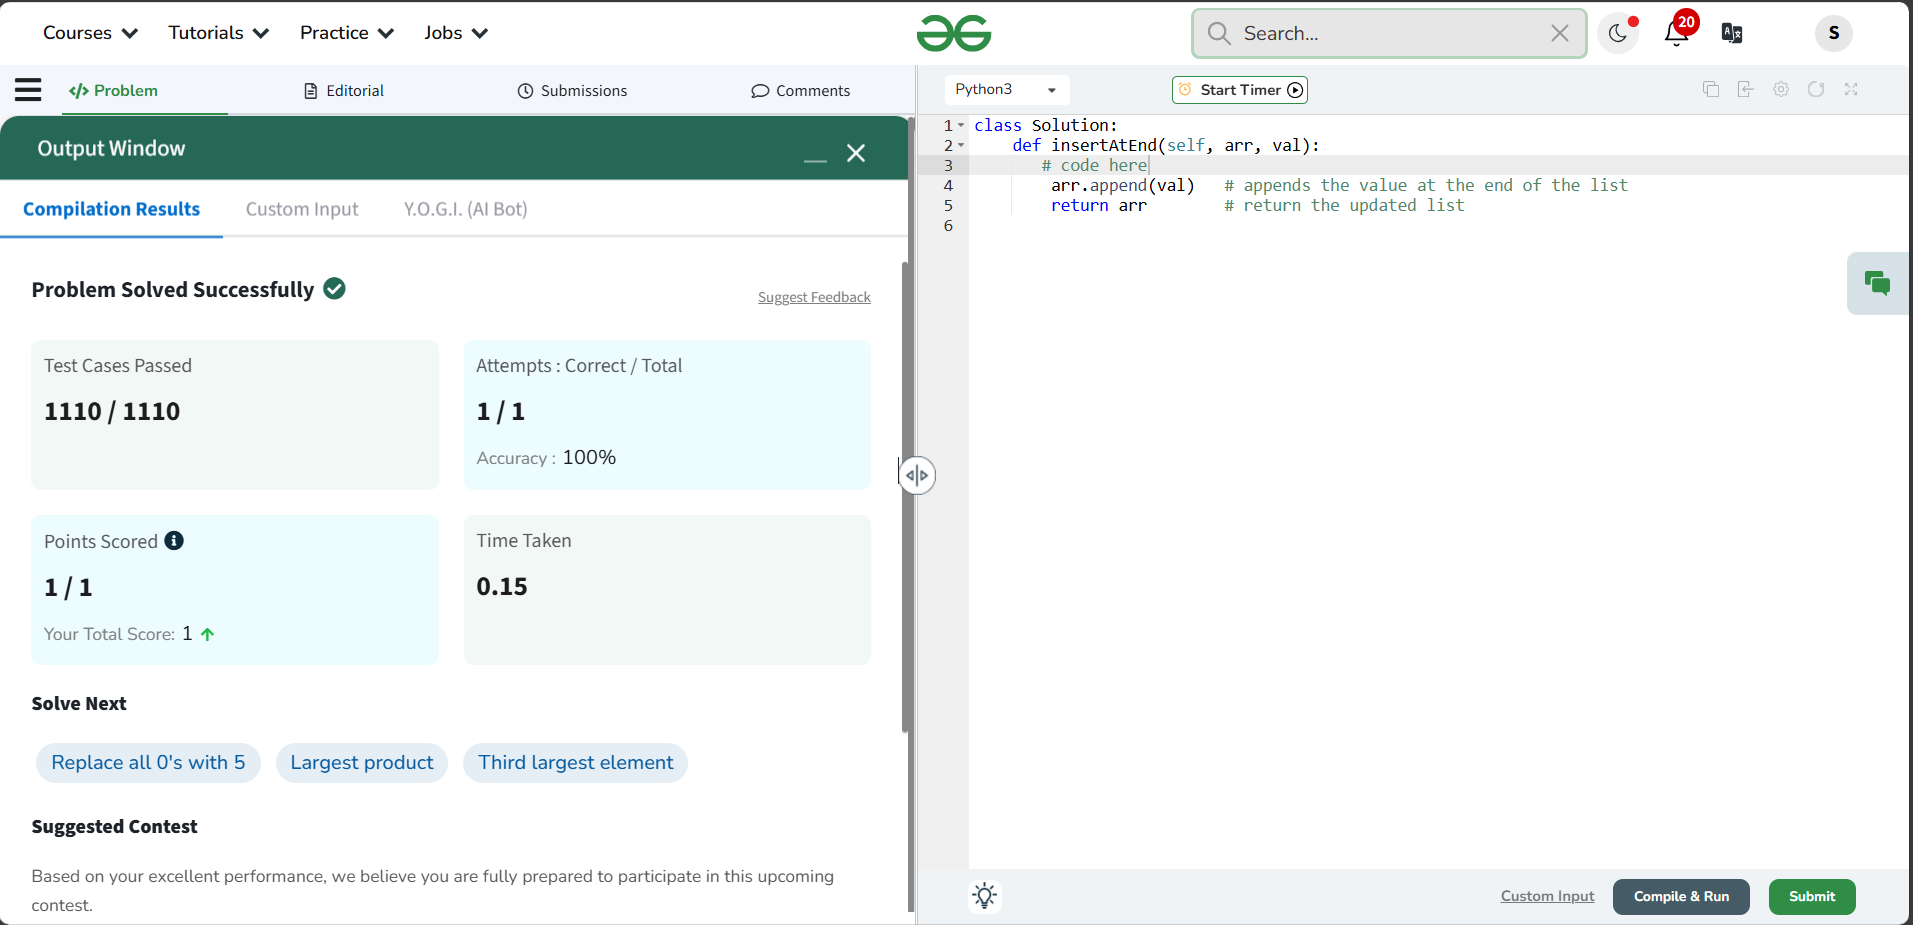 Courses Tutorials Practice Jobs Search... 20 S
</> Problem Editorial Submissions Comments
Output Window
Compilation Results Custom Input Y.O.G.I. (AI Bot)
Problem Solved Successfully
Suggest Feedback
Test Cases Passed
1110 / 1110
Attempts : Correct / Total
1 / 1
Accuracy : 100%
Points Scored
1 / 1
Your Total Score: 1
Time Taken
0.15
Solve Next
Replace all 0's with 5 Largest product Third largest element
Suggested Contest
Based on your excellent performance, we believe you are fully prepared to participate in this upcoming
contest.
Python3 Start Timer
1 class Solution:
2 def insertAtEnd(self, arr, val):
3 # code here
4 arr.append(val) # appends the value at the end of the list
5 return arr # return the updated list
6
Custom Input Compile & Run Submit